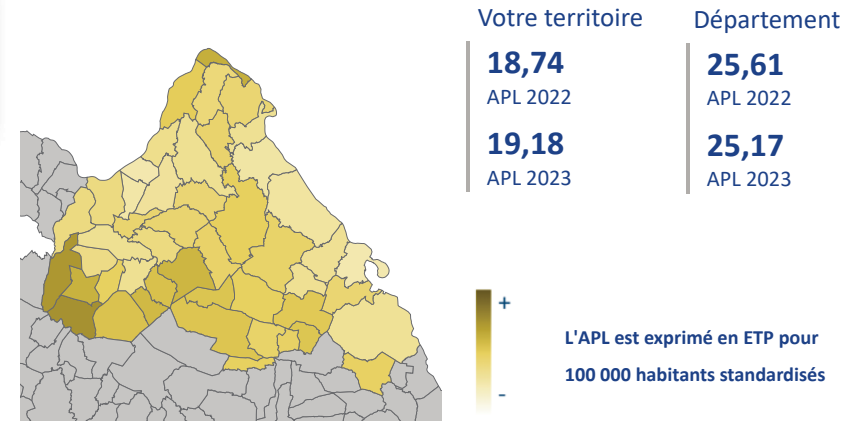 Votre territoire
18,74
APL 2022
19,18
APL 2023
Département
25,61
APL 2022
25,17
APL 2023
+
-
L'APL est exprimé en ETP pour
100 000 habitants standardisés